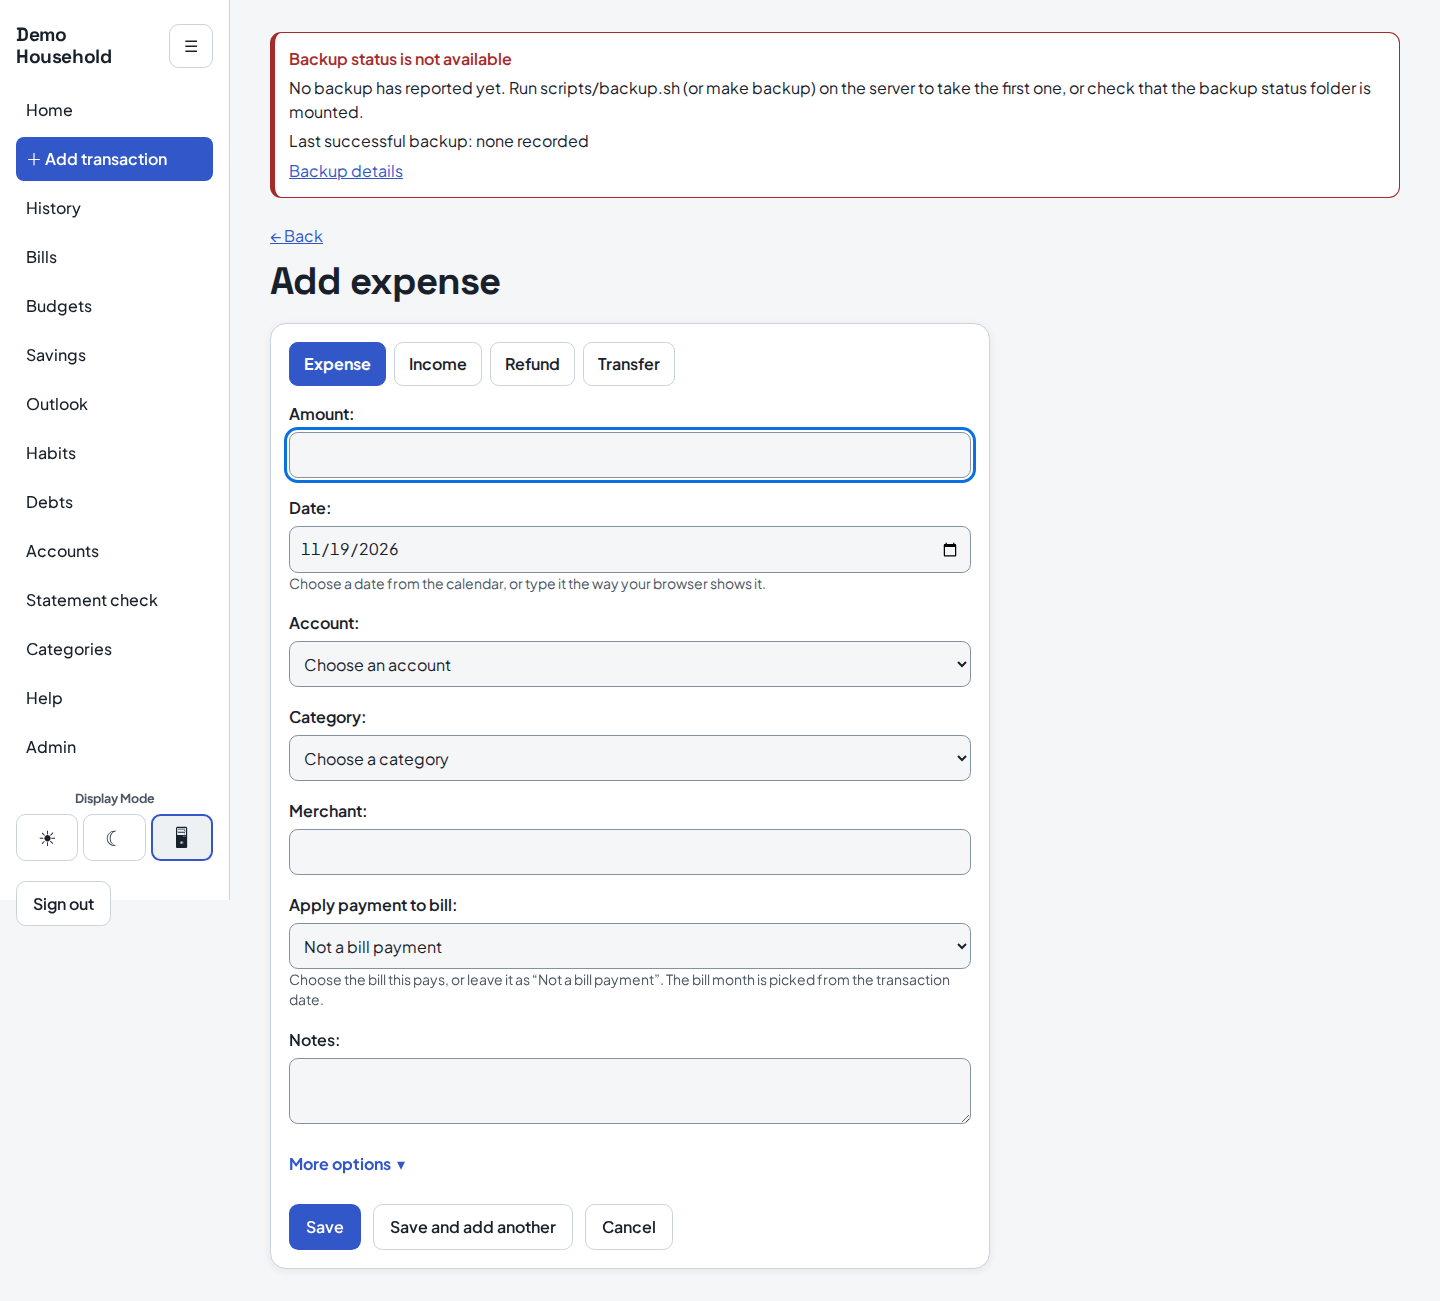 Demo
Household
☰
Home
+ Add transaction
History
Bills
Budgets
Savings
Outlook
Habits
Debts
Accounts
Statement check
Categories
Help
Admin
Display Mode
Sign out
Backup status is not available
No backup has reported yet. Run scripts/backup.sh (or make backup) on the server to take the first one, or check that the backup status folder is
mounted.
Last successful backup: none recorded
Backup details
← Back
Add expense
Expense
Income
Refund
Transfer
Amount:
Date:
11/19/2026
Choose a date from the calendar, or type it the way your browser shows it.
Account:
Choose an account
Category:
Choose a category
Merchant:
Apply payment to bill:
Not a bill payment
Choose the bill this pays, or leave it as “Not a bill payment”. The bill month is picked from the transaction
date.
Notes:
More options ▾
Save
Save and add another
Cancel